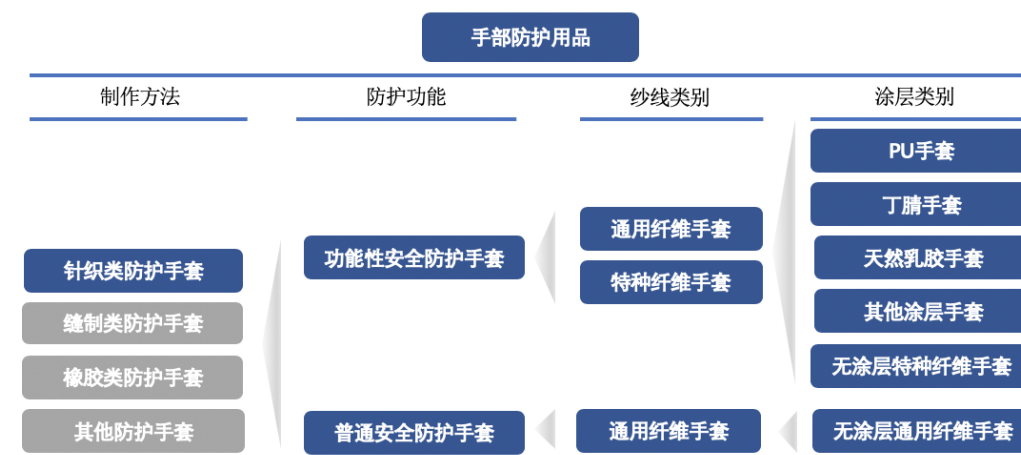 手部防护用品
制作方法
防护功能
纱线类别
涂层类别
PU手套
丁腈手套
通用纤维手套
功能性安全防护手套
天然乳胶手套
针织类防护手套
特种纤维手套
其他涂层手套
缝制类防护手套
无涂层特种纤维手套
橡胶类防护手套
其他防护手套
普通安全防护手套
通用纤维手套
无涂层通用纤维手套